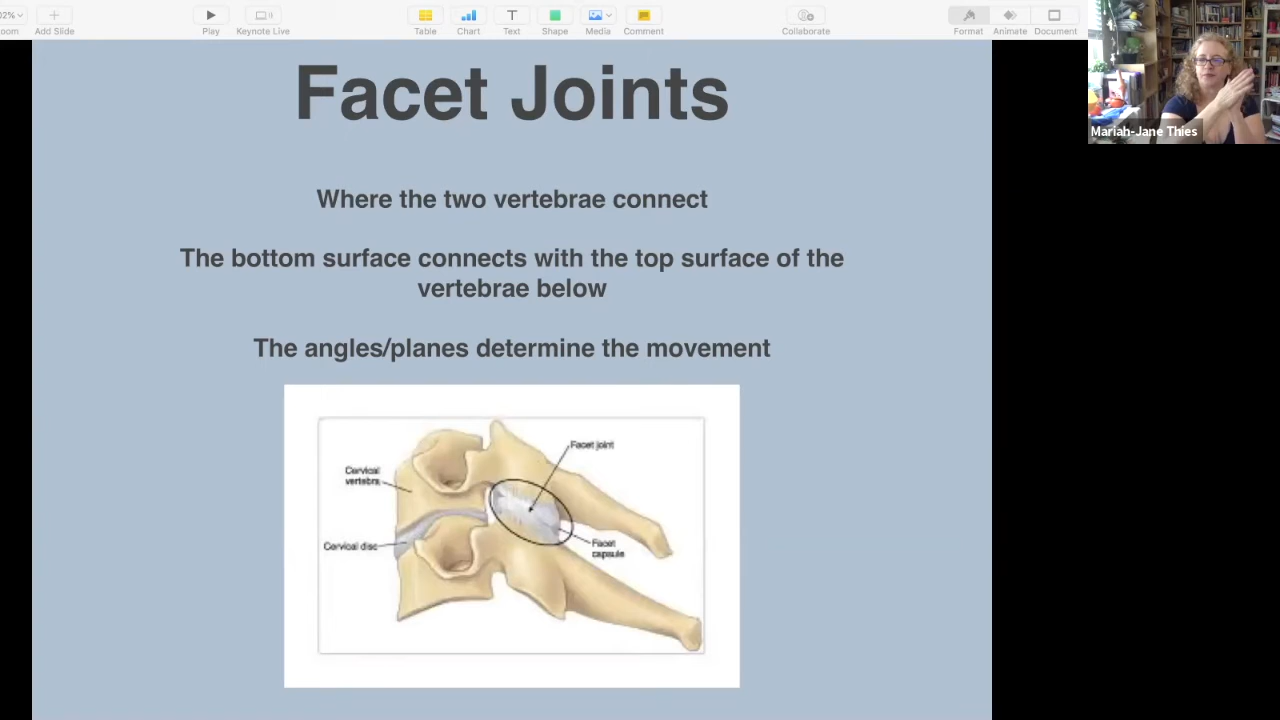 02%
oom
Add Slide
Play
Keynote Live
Table
Chart
Text
Shape
Media
Comment
Collaborate
Format
Animate
Document
Mariah-Jane Thies
Facet Joints
Where the two vertebrae connect
The bottom surface connects with the top surface of the
vertebrae below
The angles/planes determine the movement
Facet joint
Cervical
vertebra
Cervical disc
Facet
capsule